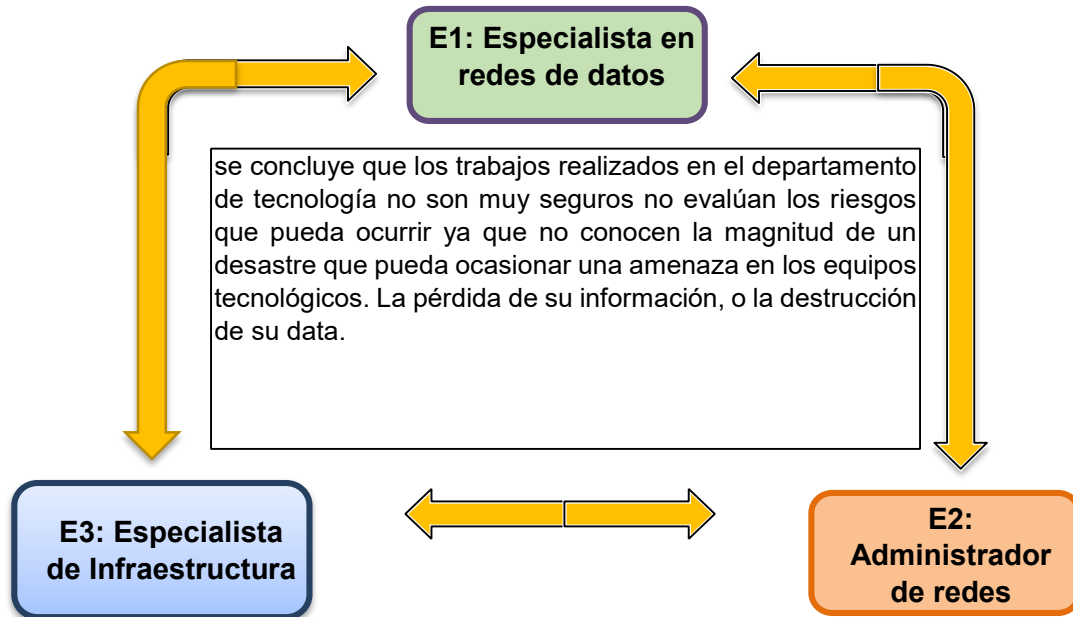 E1: Especialista en
redes de datos
se concluye que los trabajos realizados en el departamento
de tecnología no son muy seguros no evalúan los riesgos
que pueda ocurrir ya que no conocen la magnitud de un
desastre que pueda ocasionar una amenaza en los equipos
tecnológicos. La pérdida de su información, o la destrucción
de su data.
E3: Especialista
de Infraestructura
E2:
Administrador
de redes